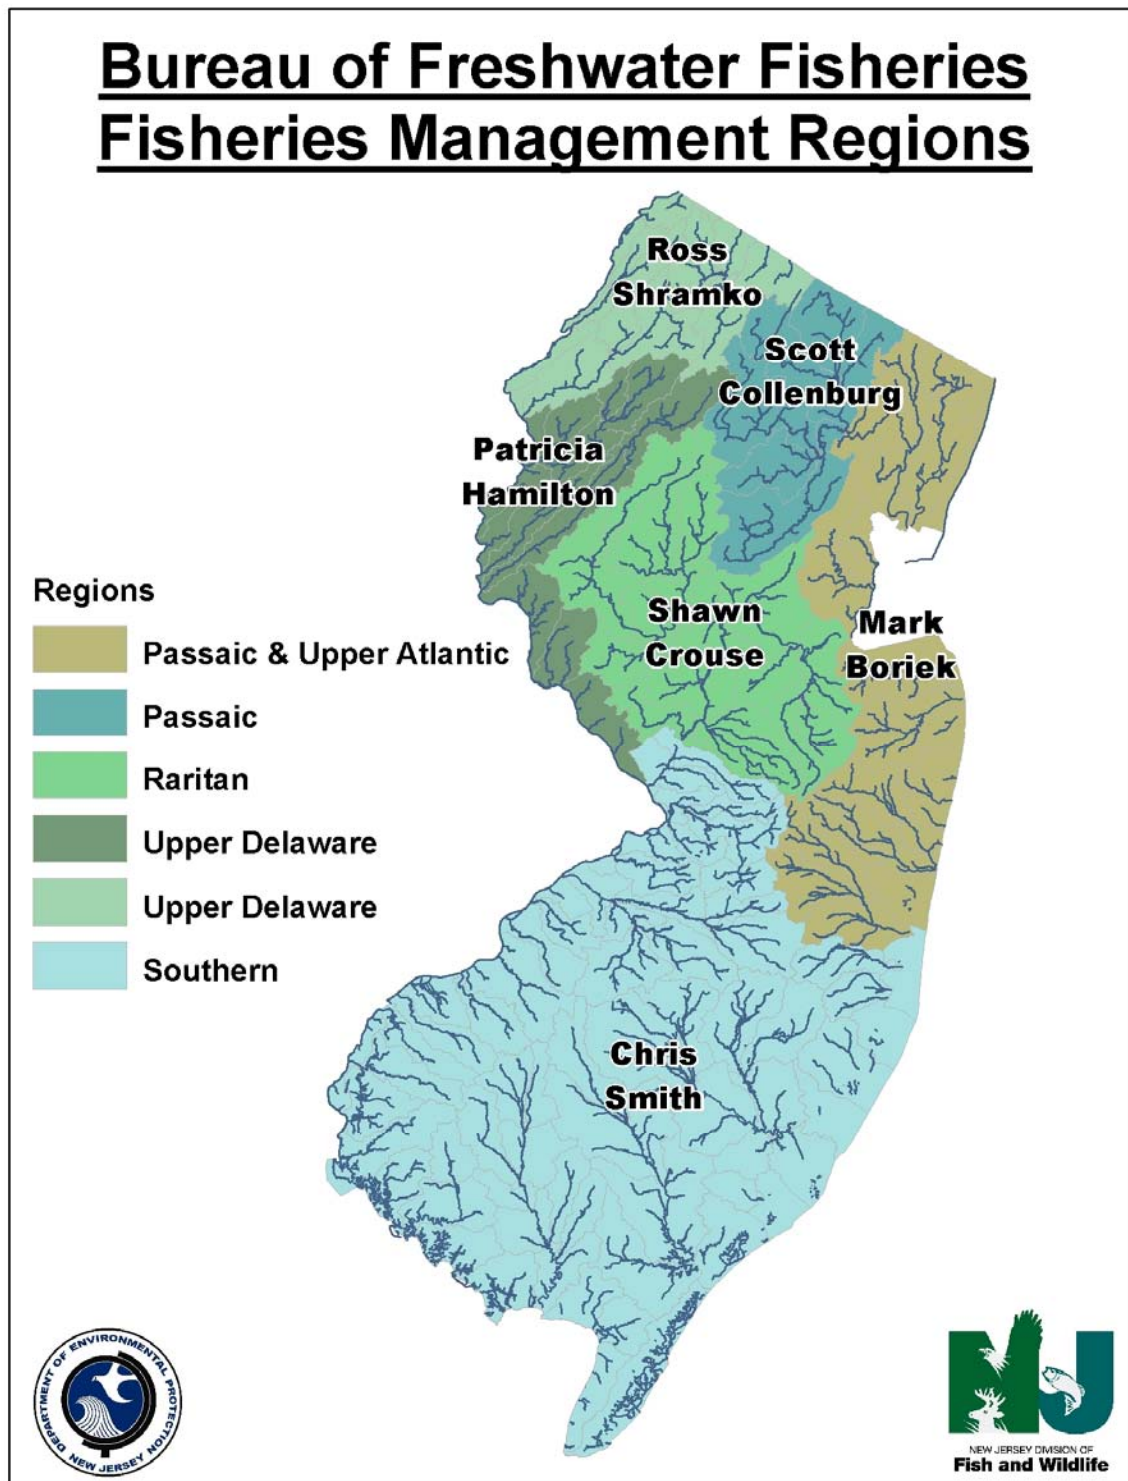 Bureau of Freshwater Fisheries
Fisheries Management Regions
Ross
Shramko
Scott
Collenburg
Patricia
Hamilton
Shawn
Crouse
Mark
Boriek
Chris
Smith
Regions
Passaic & Upper Atlantic
Passaic
Raritan
Upper Delaware
Upper Delaware
Southern
DEPARTMENT OF ENVIRONMENTAL PROTECTION
NEW JERSEY
NJ
NEW JERSEY DIVISION OF
Fish and Wildlife